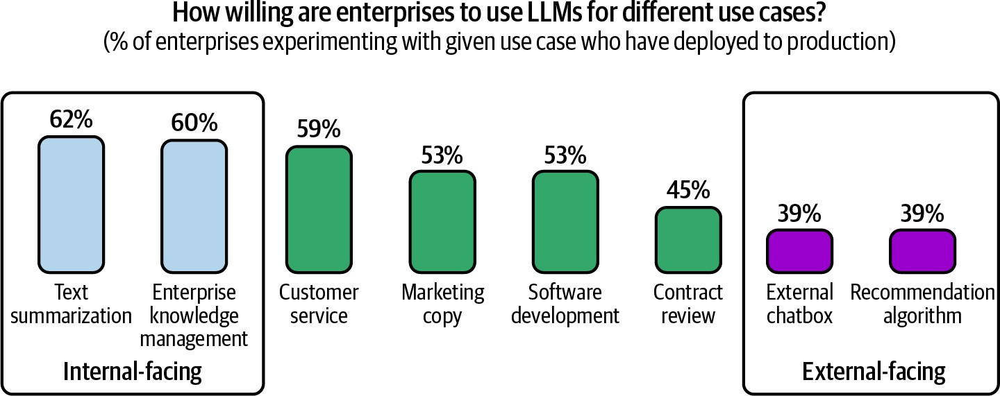 How willing are enterprises to use LLMs for different use cases?
(% of enterprises experimenting with given use case who have deployed to production)
62%
60%
59%
53%
53%
45%
39%
39%
Text
summarization
Enterprise
knowledge
management
Customer
service
Marketing
copy
Software
development
Contract
review
External
chatbox
Recommendation
algorithm
Internal-facing
External-facing